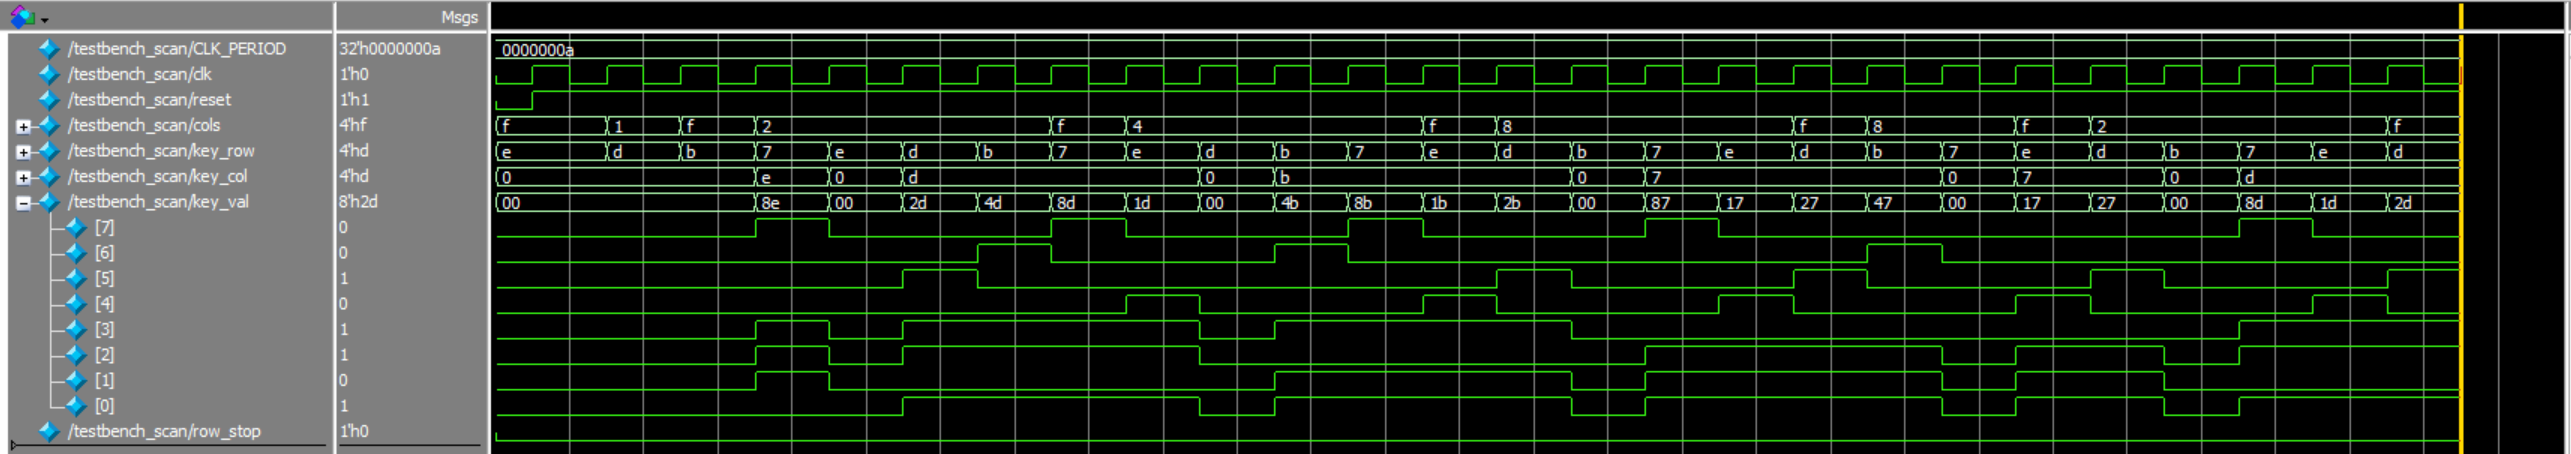 Msgs
/testbench_scan/CLK_PERIOD 32'h0000000a 0000000a
/testbench_scan/clk 1'h0
/testbench_scan/reset 1'h1
/testbench_scan/cols 4'hf f 1 f 2 f 4 f 8 f 8 f 2 f
/testbench_scan/key_row 4'hd e d b 7 e d b 7 e d b 7 e d b 7 e d b 7 e d b 7 e d
/testbench_scan/key_col 4'hd 0 e 0 d 0 b 0 7 0 7 0 d
/testbench_scan/key_val 8'h2d 00 8e 00 2d 4d 8d 1d 00 4b 8b 1b 2b 00 87 17 27 47 00 17 27 00 8d 1d 2d
[7] 0
[6] 0
[5] 1
[4] 0
[3] 1
[2] 1
[1] 0
[0] 1
/testbench_scan/row_stop 1'h0